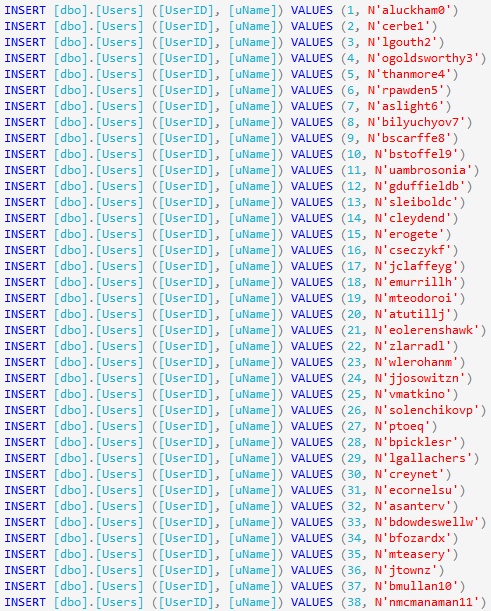 INSERT [dbo].[Users] ([UserID], [uName]) VALUES (1, N'aluckham0')
INSERT [dbo].[Users] ([UserID], [uName]) VALUES (2, N'cerbe1')
INSERT [dbo].[Users] ([UserID], [uName]) VALUES (3, N'lgouth2')
INSERT [dbo].[Users] ([UserID], [uName]) VALUES (4, N'ogoldsworthy3')
INSERT [dbo].[Users] ([UserID], [uName]) VALUES (5, N'thanmore4')
INSERT [dbo].[Users] ([UserID], [uName]) VALUES (6, N'rpawden5')
INSERT [dbo].[Users] ([UserID], [uName]) VALUES (7, N'aslight6')
INSERT [dbo].[Users] ([UserID], [uName]) VALUES (8, N'bilyuchyov7')
INSERT [dbo].[Users] ([UserID], [uName]) VALUES (9, N'bscarffe8')
INSERT [dbo].[Users] ([UserID], [uName]) VALUES (10, N'bstoffel9')
INSERT [dbo].[Users] ([UserID], [uName]) VALUES (11, N'uambrosonia')
INSERT [dbo].[Users] ([UserID], [uName]) VALUES (12, N'gduffieldb')
INSERT [dbo].[Users] ([UserID], [uName]) VALUES (13, N'sleiboldc')
INSERT [dbo].[Users] ([UserID], [uName]) VALUES (14, N'cleydend')
INSERT [dbo].[Users] ([UserID], [uName]) VALUES (15, N'erogete')
INSERT [dbo].[Users] ([UserID], [uName]) VALUES (16, N'cseczykf')
INSERT [dbo].[Users] ([UserID], [uName]) VALUES (17, N'jclaffeyg')
INSERT [dbo].[Users] ([UserID], [uName]) VALUES (18, N'emurrillh')
INSERT [dbo].[Users] ([UserID], [uName]) VALUES (19, N'mteodoroi')
INSERT [dbo].[Users] ([UserID], [uName]) VALUES (20, N'atutillj')
INSERT [dbo].[Users] ([UserID], [uName]) VALUES (21, N'eolerenshawk')
INSERT [dbo].[Users] ([UserID], [uName]) VALUES (22, N'zlarradl')
INSERT [dbo].[Users] ([UserID], [uName]) VALUES (23, N'wlerohanm')
INSERT [dbo].[Users] ([UserID], [uName]) VALUES (24, N'jjosowitzn')
INSERT [dbo].[Users] ([UserID], [uName]) VALUES (25, N'vmatkino')
INSERT [dbo].[Users] ([UserID], [uName]) VALUES (26, N'solenchikovp')
INSERT [dbo].[Users] ([UserID], [uName]) VALUES (27, N'ptoeq')
INSERT [dbo].[Users] ([UserID], [uName]) VALUES (28, N'bpicklesr')
INSERT [dbo].[Users] ([UserID], [uName]) VALUES (29, N'lgallachers')
INSERT [dbo].[Users] ([UserID], [uName]) VALUES (30, N'creynet')
INSERT [dbo].[Users] ([UserID], [uName]) VALUES (31, N'ecornelsu')
INSERT [dbo].[Users] ([UserID], [uName]) VALUES (32, N'asanterv')
INSERT [dbo].[Users] ([UserID], [uName]) VALUES (33, N'bdowdeswellw')
INSERT [dbo].[Users] ([UserID], [uName]) VALUES (34, N'bfozardx')
INSERT [dbo].[Users] ([UserID], [uName]) VALUES (35, N'mteasery')
INSERT [dbo].[Users] ([UserID], [uName]) VALUES (36, N'jtownz')
INSERT [dbo].[Users] ([UserID], [uName]) VALUES (37, N'bmullan10')
INSERT [dbo].[Users] ([UserID], [uName]) VALUES (38, N'nmcmanaman11')